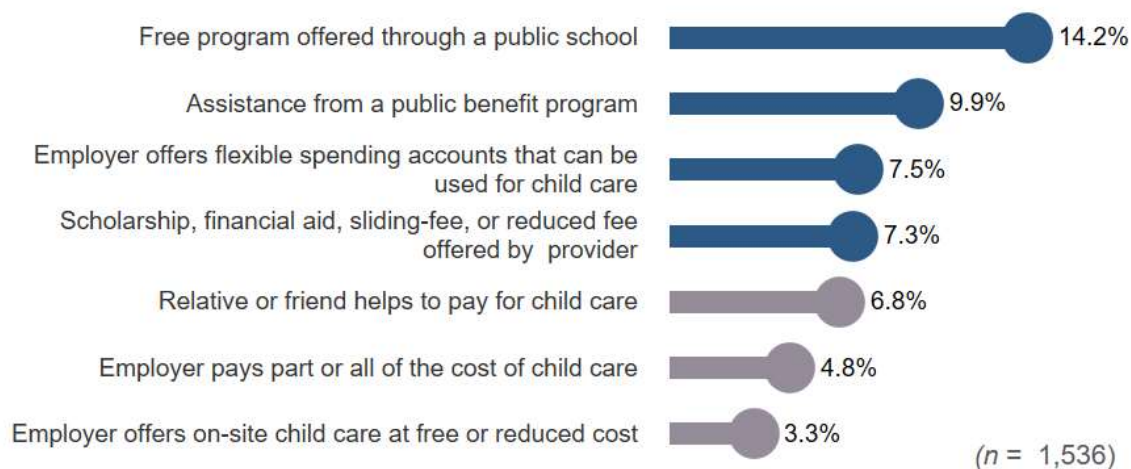 Free program offered through a public school
14.2%
Assistance from a public benefit program
9.9%
Employer offers flexible spending accounts that can be
used for child care
7.5%
Scholarship, financial aid, sliding-fee, or reduced fee
offered by  provider
7.3%
Relative or friend helps to pay for child care
6.8%
Employer pays part or all of the cost of child care
4.8%
Employer offers on-site child care at free or reduced cost
3.3%
(n =  1,536)